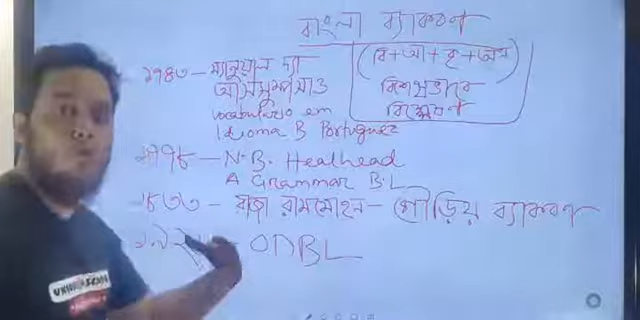 বাংলা ব্যাকরণ
(বি+আ+কৃ+অন)
বিশেষভাবে
বিশ্লেষণ
১৭৪৩ – ম্যানুয়েল দ্যা
আসসুম্পসাঁও
Vocabulario em
Idioma B Portuguez
১৭৭৮ – N.B. Healhead
A Grammar B.L
১৮৩৩ – রাজা রামমোহন – গৌড়িয় ব্যাকরণ
ODBL